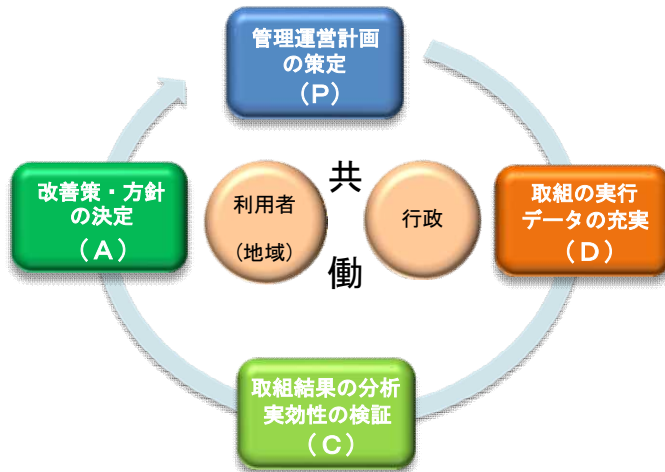 管理運営計画
の策定
（Ｐ）
改善策・方針
の決定
（Ａ）
利用者
(地域)
共
働
行政
取組の実行
データの充実
（Ｄ）
取組結果の分析
実効性の検証
（Ｃ）